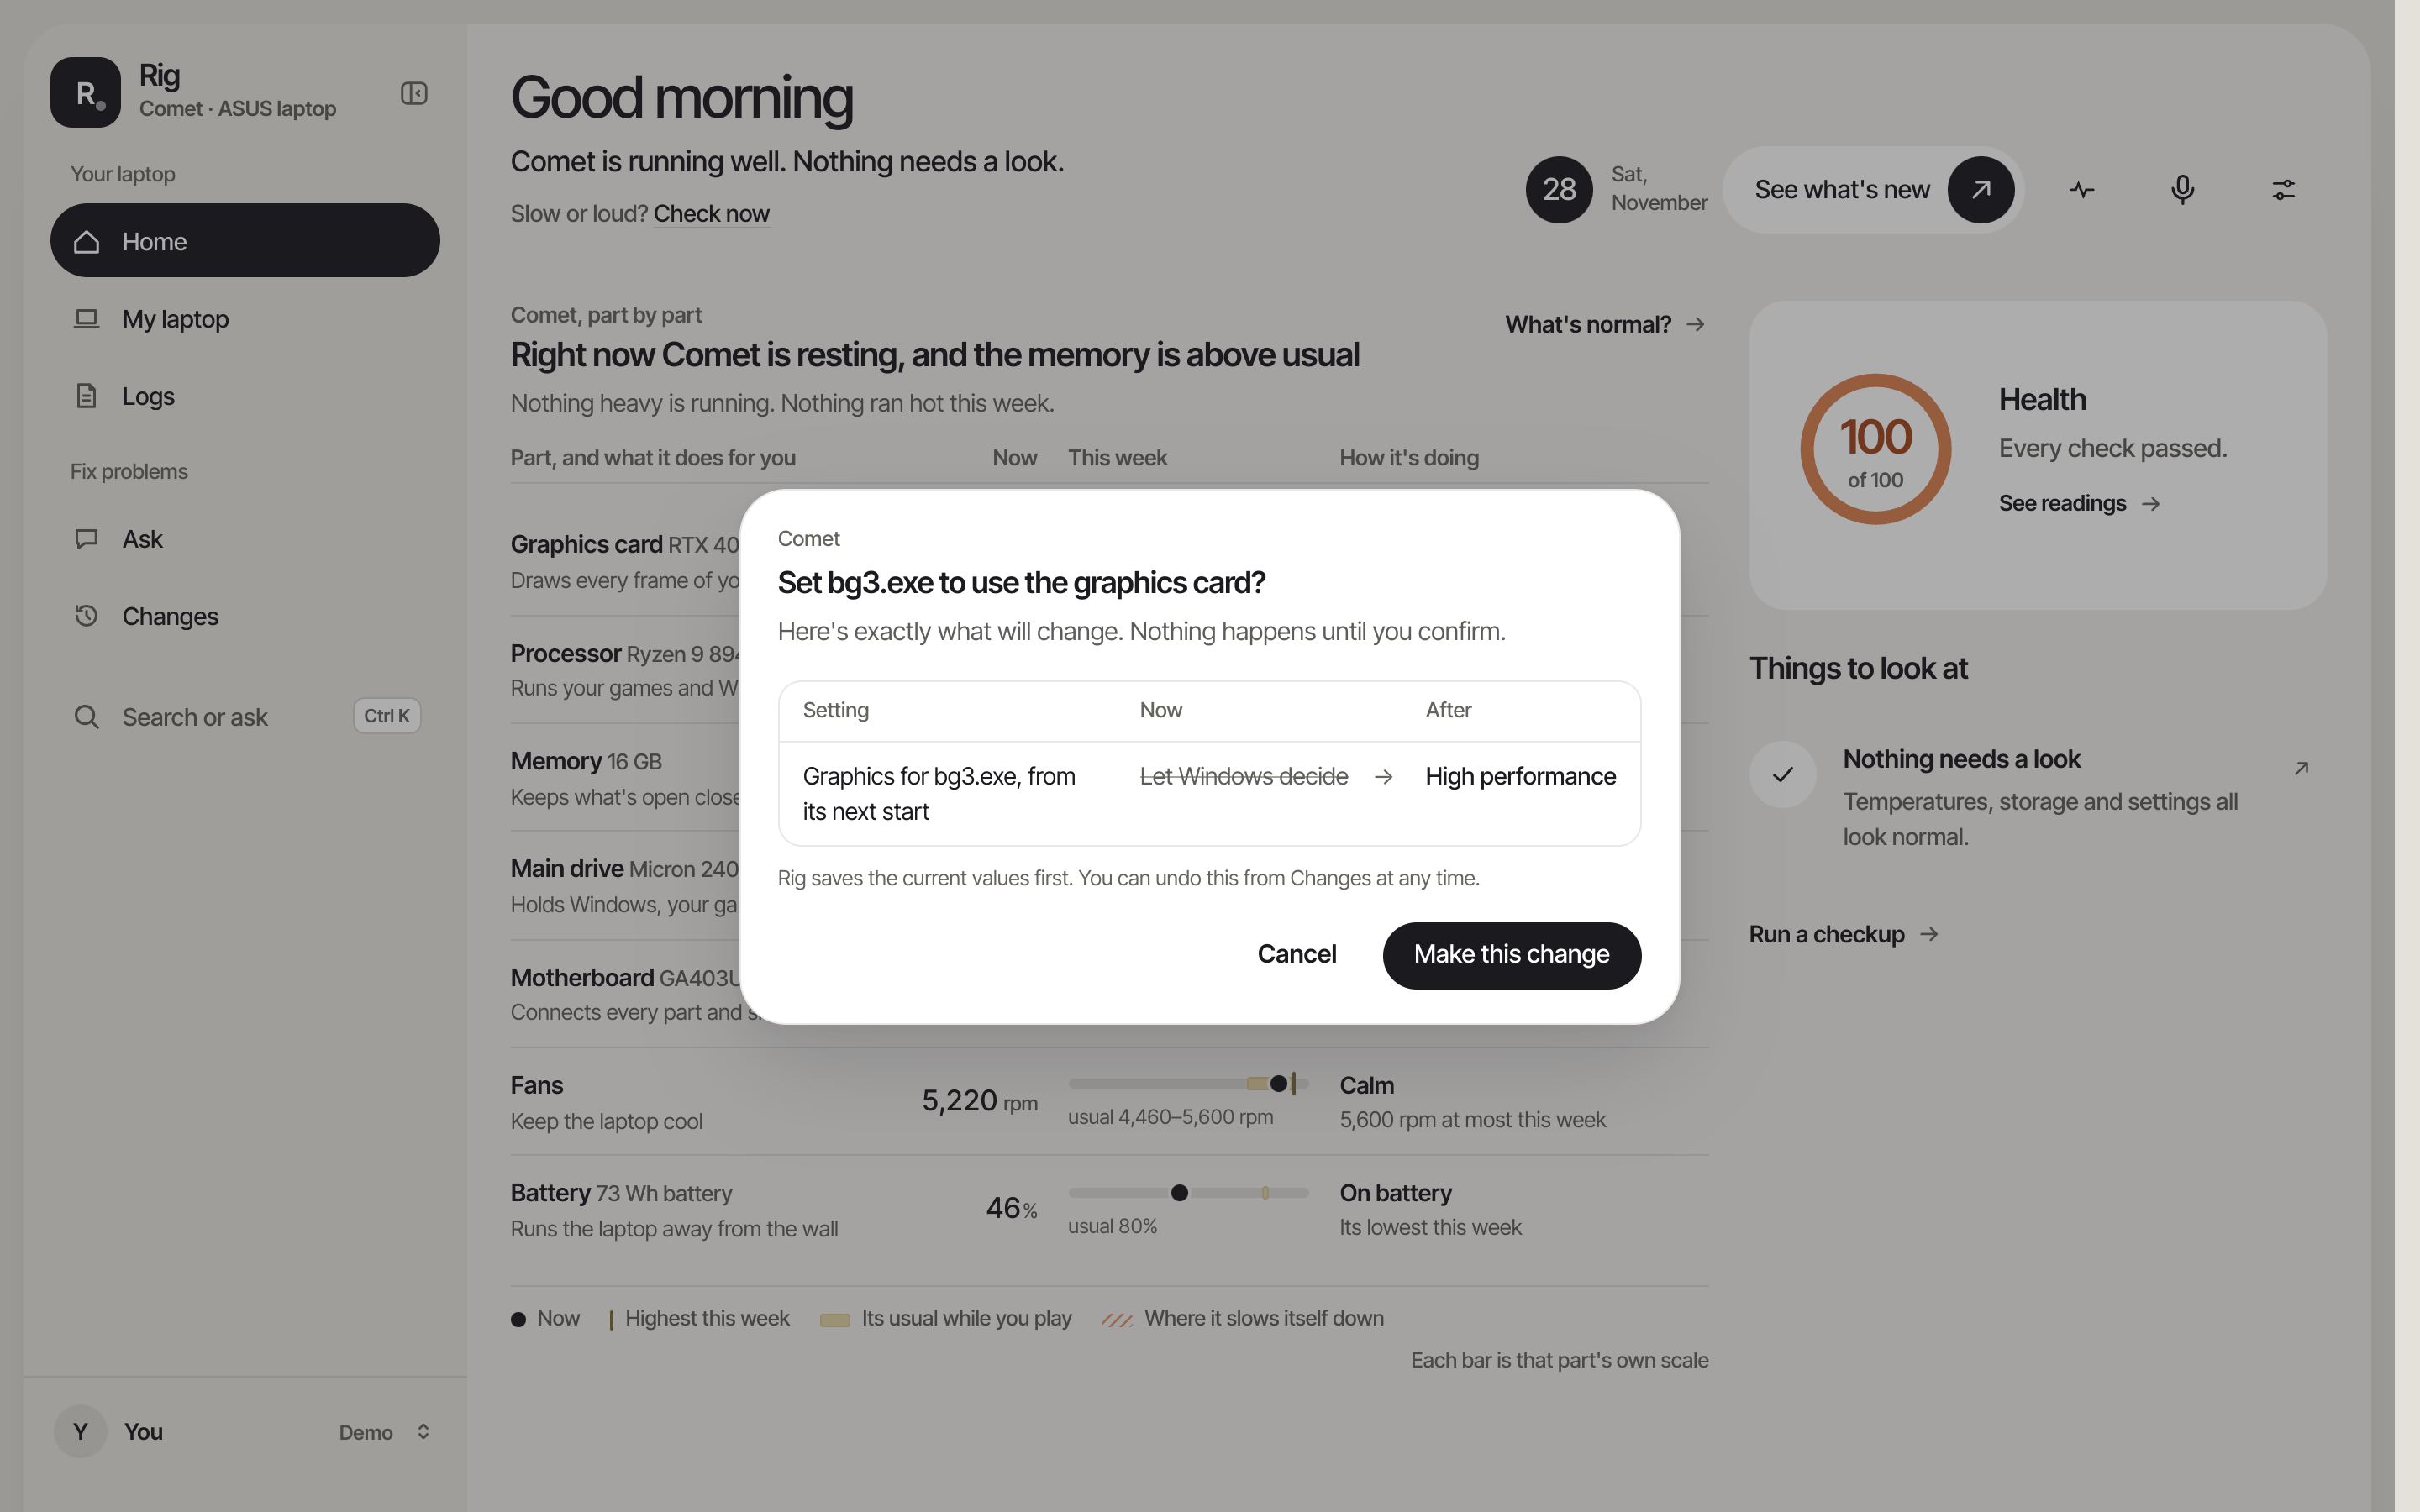 R.
Rig
Comet · ASUS laptop
Your laptop
Home
My laptop
Logs
Fix problems
Ask
Changes
Search or ask
Ctrl K
Y
You
Demo
Good morning
Comet is running well. Nothing needs a look.
Slow or loud? Check now
28
Sat,
November
See what's new
Comet, part by part
Right now Comet is resting, and the memory is above usual
Nothing heavy is running. Nothing ran hot this week.
What's normal?
Part, and what it does for you
Now
This week
How it's doing
Graphics card RTX 40
Draws every frame of
Processor Ryzen 9
Runs your games and
Memory 16 GB
Keeps what's open
Main drive Micron 240
Holds Windows, your
Motherboard
Connects every part and
Fans
Keep the laptop cool
5,220 rpm
usual 4,460–5,600 rpm
Calm
5,600 rpm at most this week
Battery 73 Wh battery
Runs the laptop away from the wall
46%
usual 80%
On battery
Its lowest this week
Now
Highest this week
Its usual while you play
Where it slows itself down
Each bar is that part's own scale
Comet
Set bg3.exe to use the graphics card?
Here's exactly what will change. Nothing happens until you confirm.
Setting
Now
After
Graphics for bg3.exe, from
its next start
Let Windows decide
High performance
Rig saves the current values first. You can undo this from Changes at any time.
Cancel
Make this change
100
of 100
Health
Every check passed.
See readings
Things to look at
Nothing needs a look
Temperatures, storage and settings all
look normal.
Run a checkup